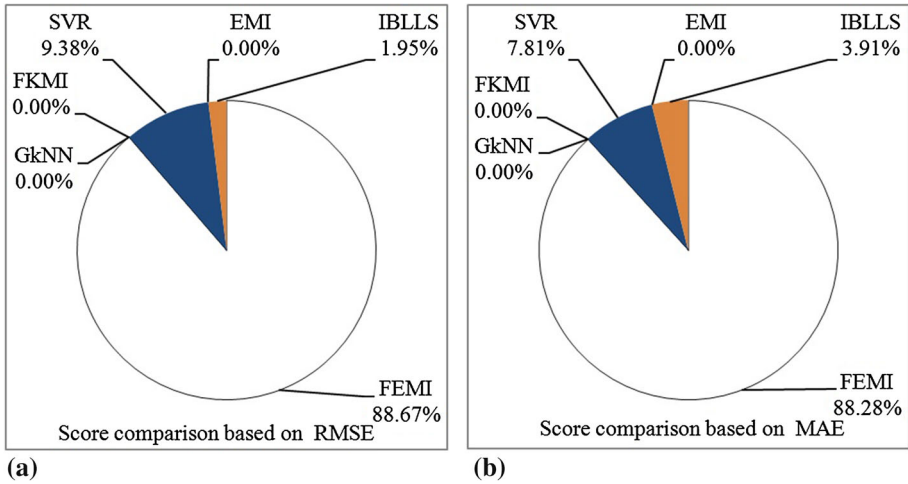 SVR
9.38%
EMI
0.00%
IBLLS
1.95%
FKMI
0.00%
GkNN
0.00%
FEMI
88.67%
Score comparison based on RMSE
(a)
SVR
7.81%
EMI
0.00%
IBLLS
3.91%
FKMI
0.00%
GkNN
0.00%
FEMI
88.28%
Score comparison based on MAE
(b)